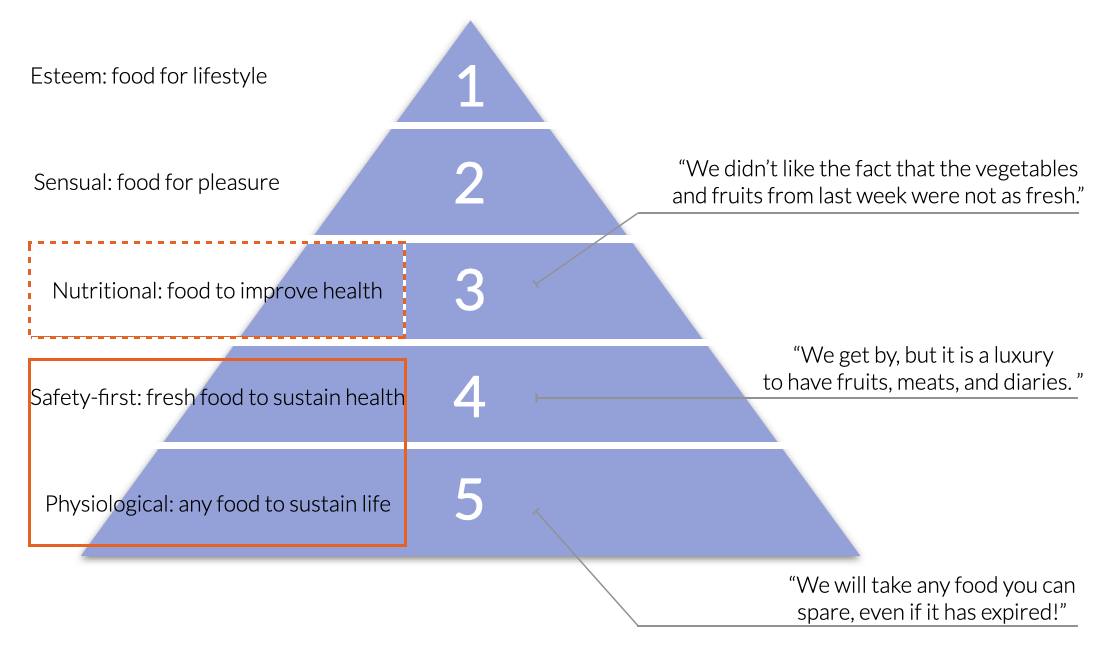 Esteem: food for lifestyle
1
Sensual: food for pleasure
2
“We didn’t like the fact that the vegetables
and fruits from last week were not as fresh.”
Nutritional: food to improve health
3
“We get by, but it is a luxury
to have fruits, meats, and diaries. ”
Safety-first: fresh food to sustain health
4
Physiological: any food to sustain life
5
“We will take any food you can
spare, even if it has expired!”